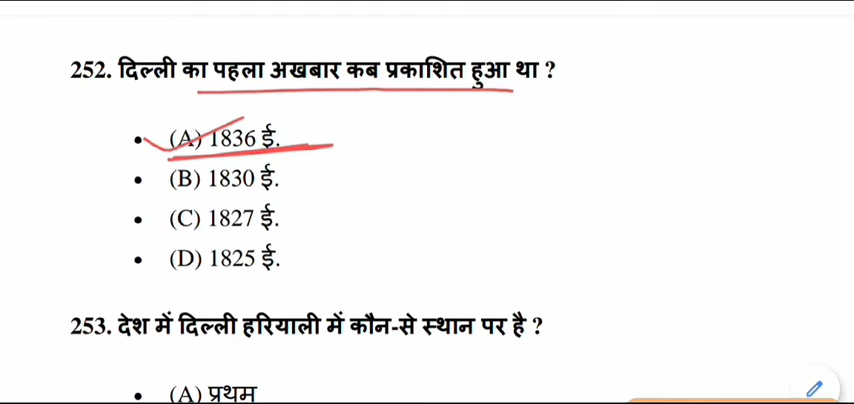 252. दिल्ली का पहला अखबार कब प्रकाशित हुआ था ?
• (A) 1836 ई.
• (B) 1830 ई.
• (C) 1827 ई.
• (D) 1825 ई.
253. देश में दिल्ली हरियाली में कौन-से स्थान पर है ?
• (A) प्रथम